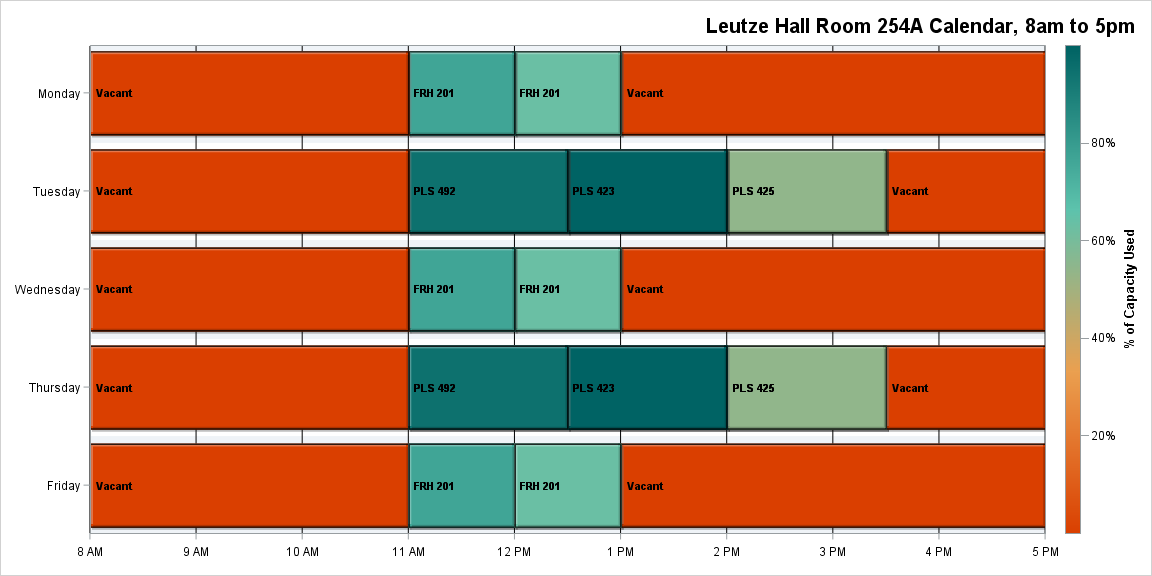 Leutze Hall Room 254A Calendar, 8am to 5pm
Monday
Vacant
FRH 201
FRH 201
Vacant
Tuesday
Vacant
PLS 492
PLS 423
PLS 425
Vacant
Wednesday
Vacant
FRH 201
FRH 201
Vacant
Thursday
Vacant
PLS 492
PLS 423
PLS 425
Vacant
Friday
Vacant
FRH 201
FRH 201
Vacant
8 AM
9 AM
10 AM
11 AM
12 PM
1 PM
2 PM
3 PM
4 PM
5 PM
80%
60%
40%
20%
% of Capacity Used